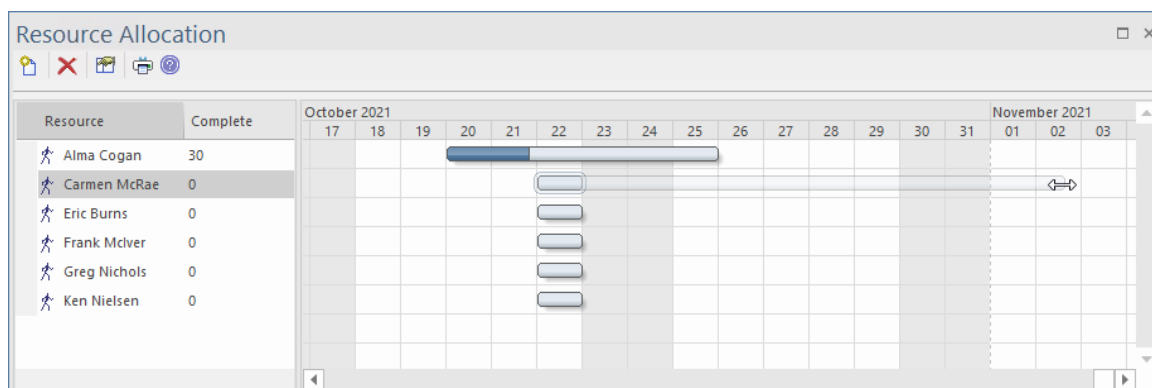 Resource Allocation
Resource Complete
October 2021 November 2021
17 18 19 20 21 22 23 24 25 26 27 28 29 30 31 01 02 03
Alma Cogan 30
Carmen McRae 0
Eric Burns 0
Frank McIver 0
Greg Nichols 0
Ken Nielsen 0